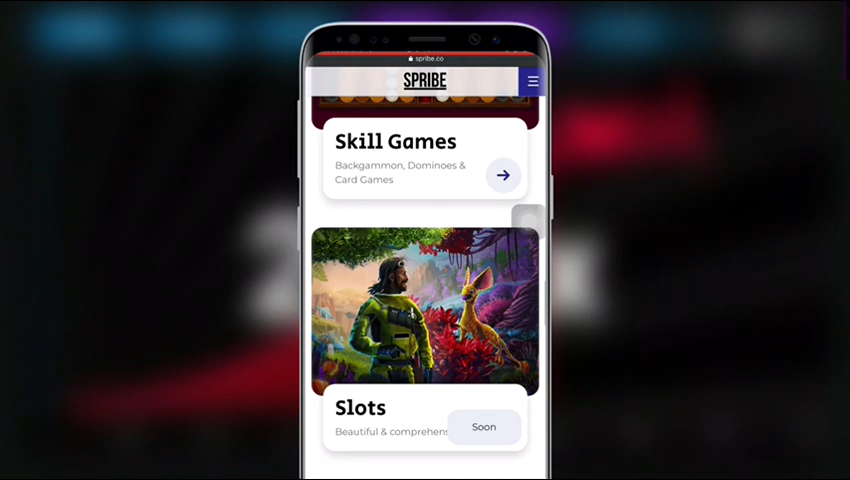 spribe.co
SPRIBE
Skill Games
Backgammon, Dominoes &
Card Games
Slots
Beautiful & comprehens
Soon